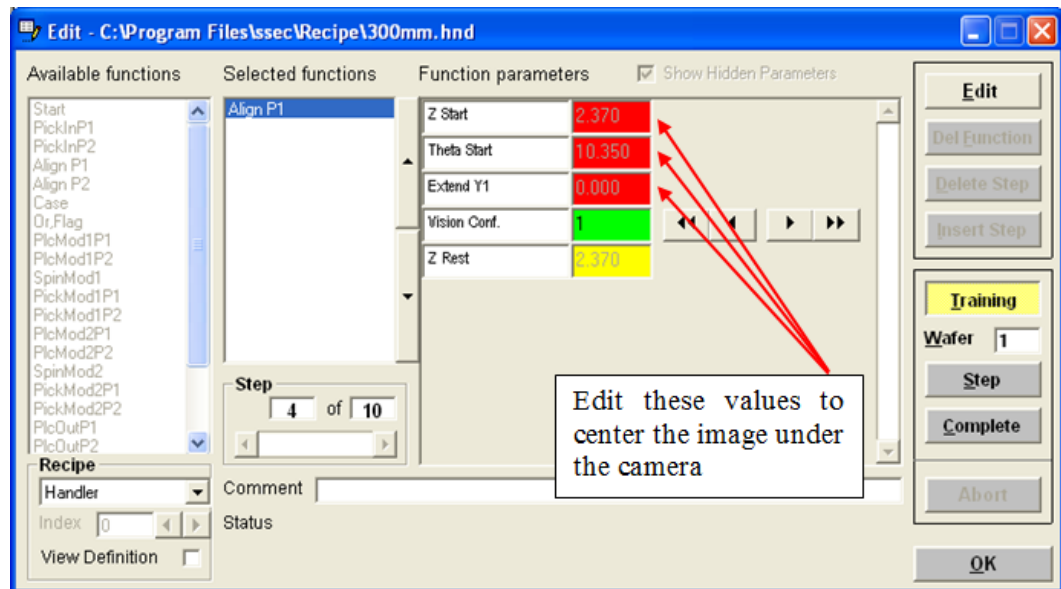 Edit - C:\Program Files\ssec\Recipe\300mm.hnd
Available functions
Start
PickInP1
PickInP2
Align P1
Align P2
Case
Or,Flag
PlcMod1P1
PlcMod1P2
SpinMod1
PickMod1P1
PickMod1P2
PlcMod2P1
PlcMod2P2
SpinMod2
PickMod2P1
PickMod2P2
PlcOutP1
PlcOutP2
Recipe
Handler
Index 0
View Definition
Selected functions
Align P1
Step
4 of 10
Function parameters
Show Hidden Parameters
Z Start 2.370
Theta Start 10.350
Extend Y1 0.000
Vision Conf. 1
Z Rest 2.370
Edit these values to
center the image under
the camera
Comment
Status
Edit
Del Function
Delete Step
Insert Step
Training
Wafer 1
Step
Complete
Abort
OK